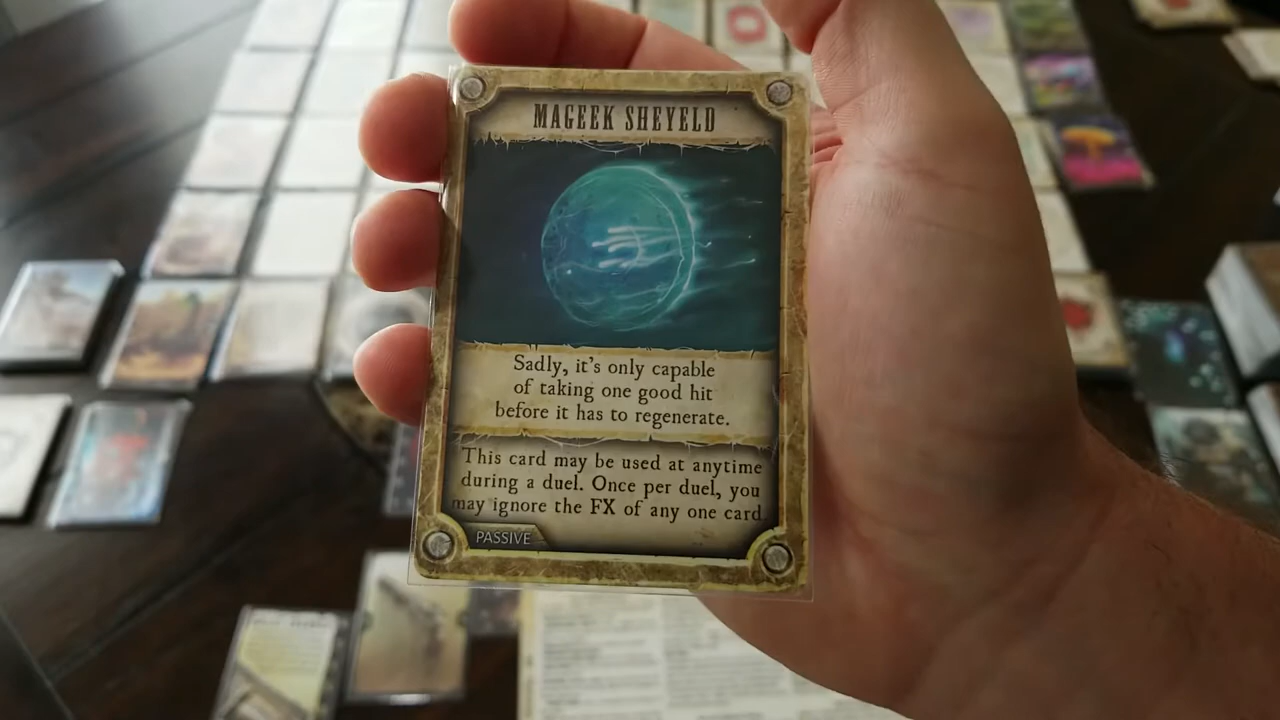 MAGEEK SHEYELD
Sadly, it's only capable
of taking one good hit
before it has to regenerate.
This card may be used at anytime
during a duel. Once per duel, you
may ignore the FX of any one card
PASSIVE